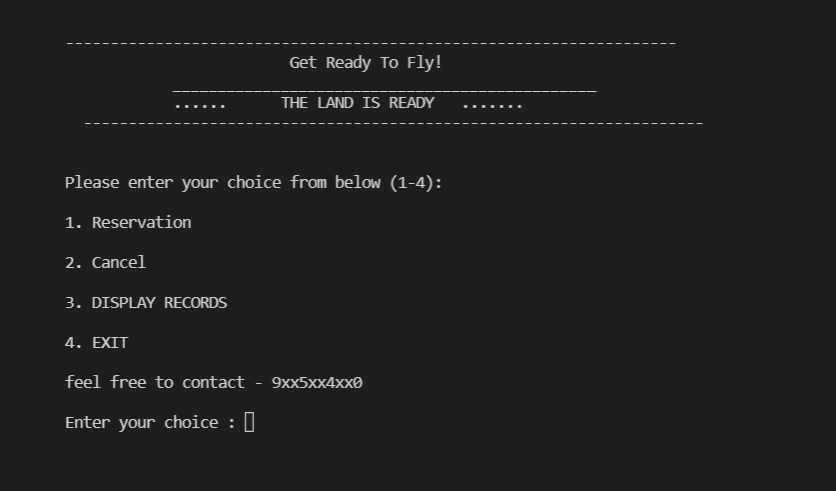 --------------------------------------------------------------------
Get Ready To Fly!
_______________________________________________
...... THE LAND IS READY .......
---------------------------------------------------------------------
Please enter your choice from below (1-4):
1. Reservation
2. Cancel
3. DISPLAY RECORDS
4. EXIT
feel free to contact - 9xx5xx4xx0
Enter your choice :